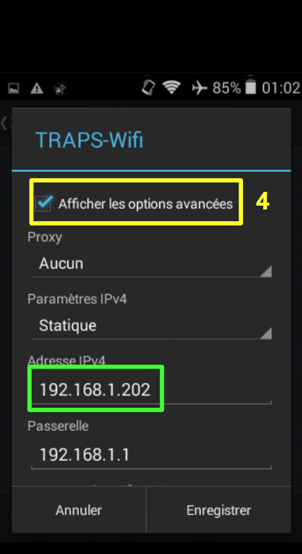 85% 01:02
TRAPS-Wifi
Afficher les options avancées 4
Proxy
Aucun
Paramètres IPv4
Statique
Adresse IPv4
192.168.1.202
Passerelle
192.168.1.1
Annuler Enregistrer